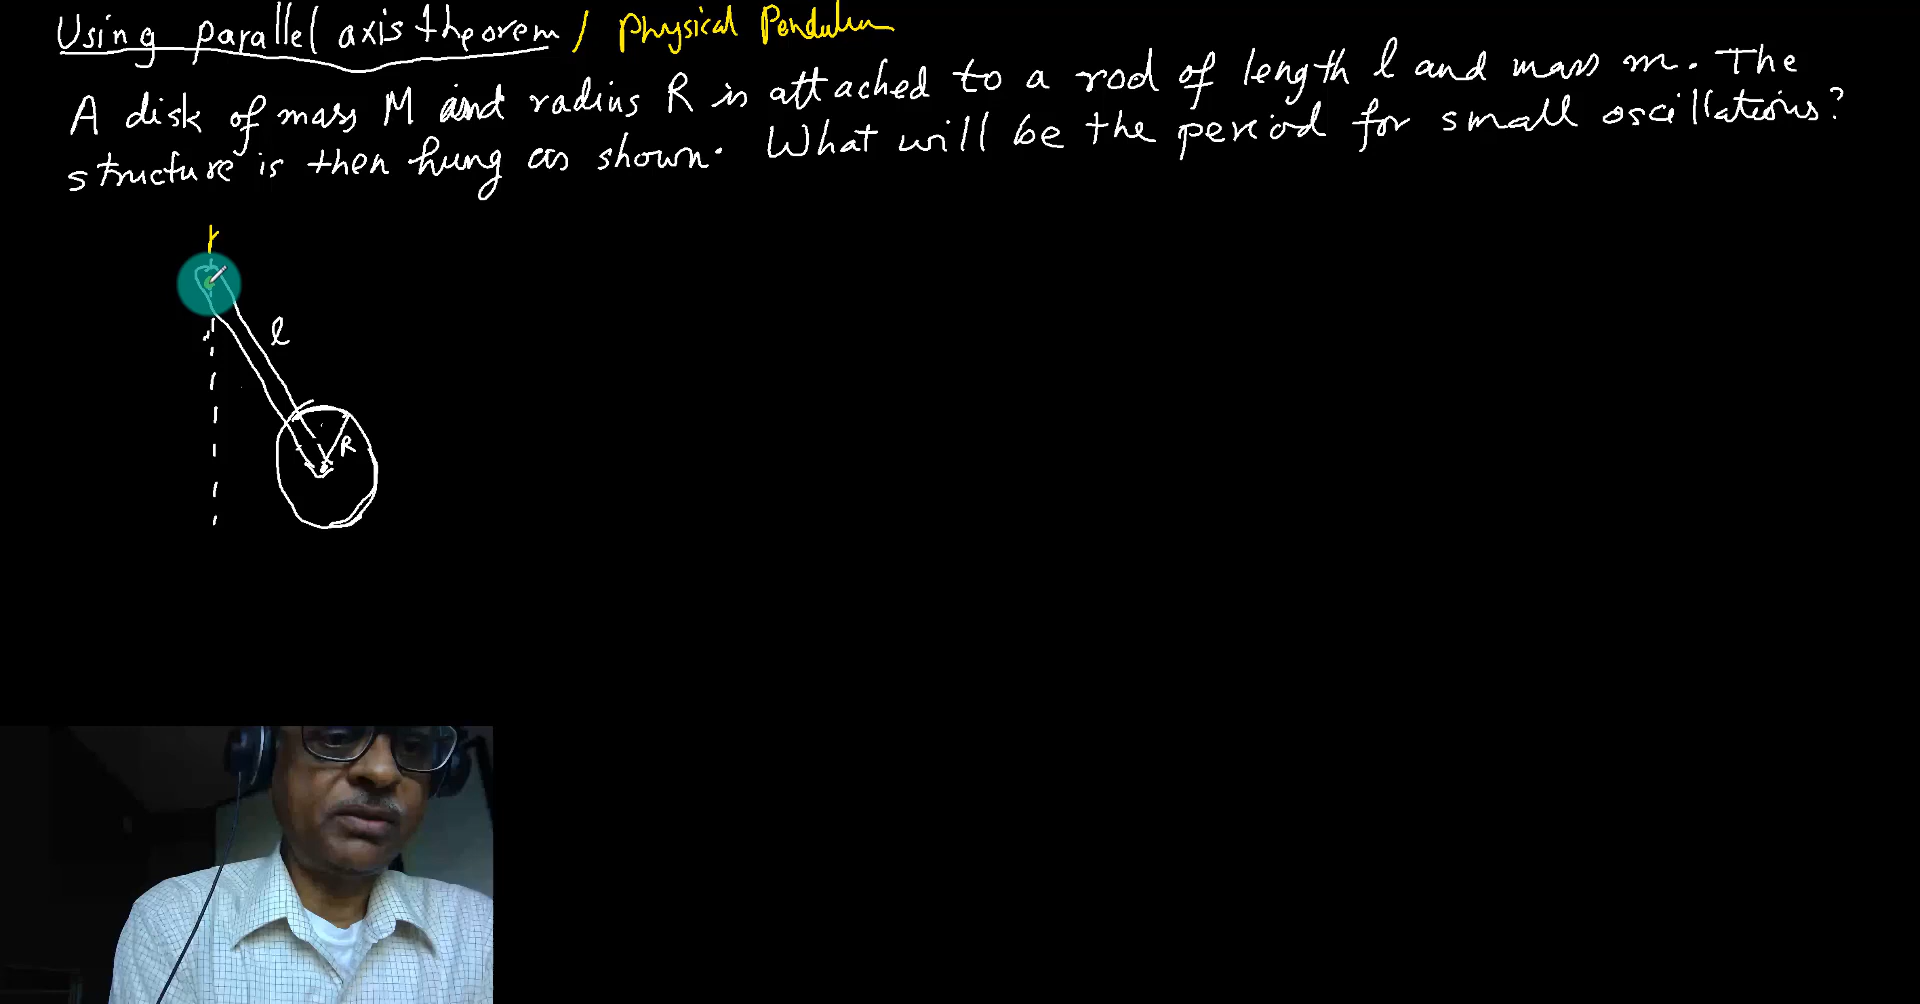 Using parallel axis theorem / Physical Pendulum
A disk of mass M and radius R is attached to a rod of length l and mass m. The
structure is then hung as shown. What will be the period for small oscillations?
l
R